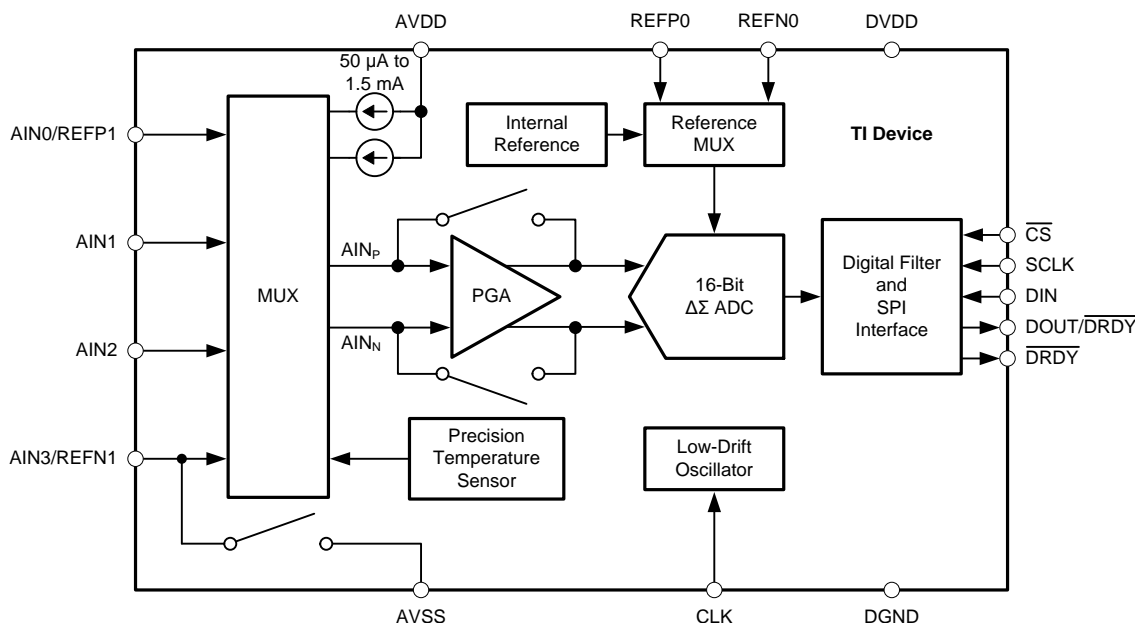 AVDD
REFP0
REFN0
DVDD
50 µA to
1.5 mA
AIN0/REFP1
Internal
Reference
Reference
MUX
TI Device
AIN1
AINP
MUX
PGA
16-Bit
ΔΣ ADC
Digital Filter
and
SPI
Interface
CS
SCLK
DIN
DOUT/DRDY
DRDY
AIN2
AINN
AIN3/REFN1
Precision
Temperature
Sensor
Low-Drift
Oscillator
AVSS
CLK
DGND